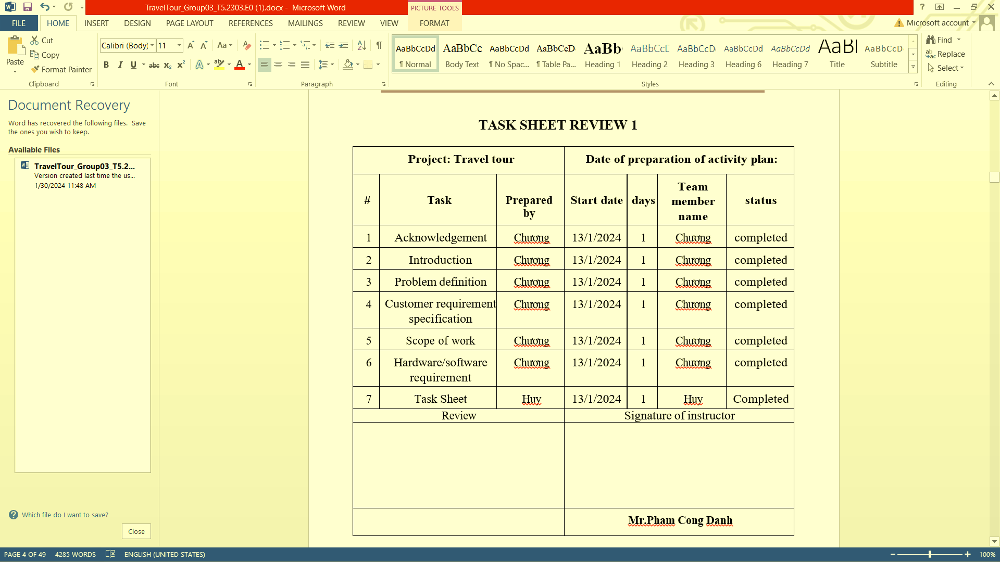 TravelTour_Group03_T5.2303.E0 (1).docx - Microsoft Word
PICTURE TOOLS
FILE HOME INSERT DESIGN PAGE LAYOUT REFERENCES MAILINGS REVIEW VIEW FORMAT Microsoft account
Paste
Cut
Copy
Format Painter
Clipboard
Calibri (Body) 11
Font
Paragraph
AaBbCcDd AaBbCc AaBbCcDd AaBbCcD AaBb AaBbCcD AaBbCcD AaBbCcDd AaBbCcDd AaB AaBbCcD
¶ Normal Body Text ¶ No Spac... ¶ Table Pa... Heading 1 Heading 2 Heading 3 Heading 6 Heading 7 Title Subtitle
Styles
Find
Replace
Select
Editing
Document Recovery
Word has recovered the following files. Save
the ones you wish to keep.
Available Files
TravelTour_Group03_T5.2...
Version created last time the us...
1/30/2024 11:48 AM
Which file do I want to save?
Close
TASK SHEET REVIEW 1
Project: Travel tour Date of preparation of activity plan:
# Task Prepared by Start date days Team member name status
1 Acknowledgement Chương 13/1/2024 1 Chương completed
2 Introduction Chương 13/1/2024 1 Chương completed
3 Problem definition Chương 13/1/2024 1 Chương completed
4 Customer requirement specification Chương 13/1/2024 1 Chương completed
5 Scope of work Chương 13/1/2024 1 Chương completed
6 Hardware/software requirement Chương 13/1/2024 1 Chương completed
7 Task Sheet Huy 13/1/2024 1 Huy Completed
Review Signature of instructor
Mr.Pham Cong Danh
PAGE 4 OF 49 4285 WORDS ENGLISH (UNITED STATES) 100%